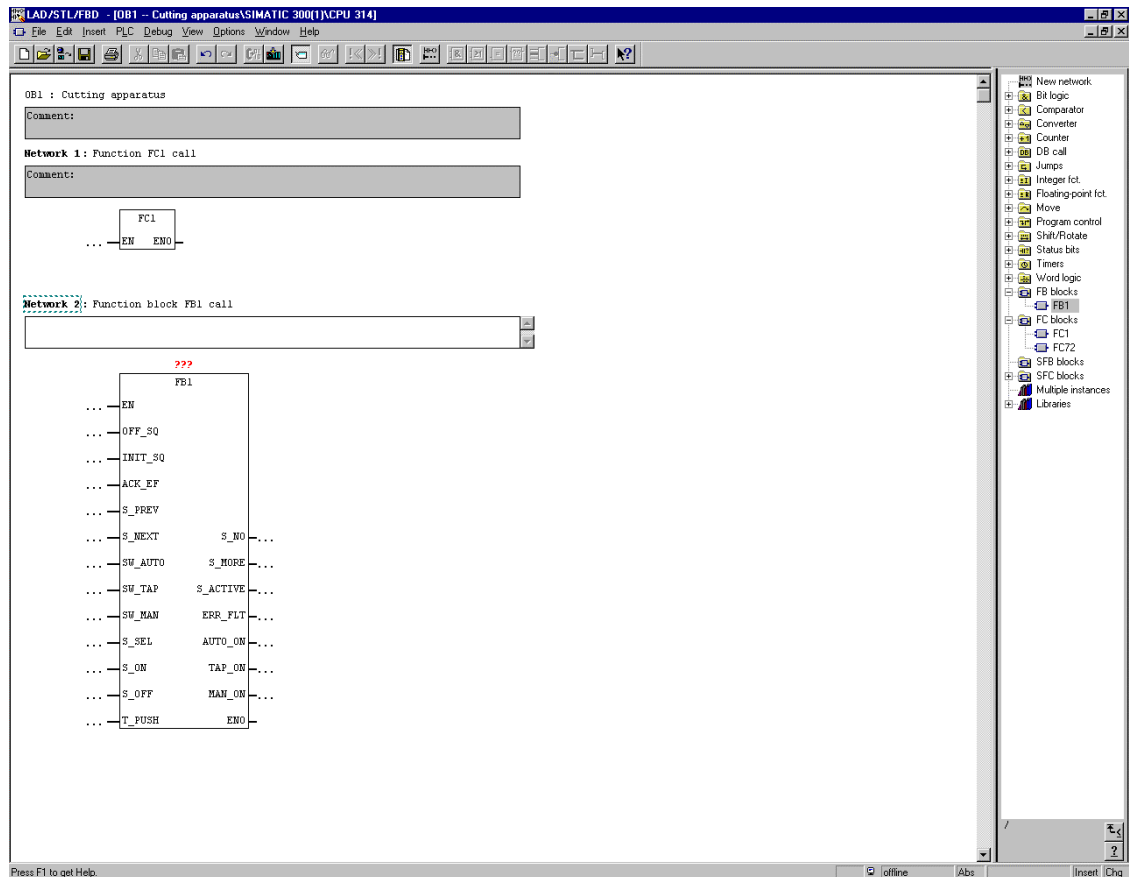 LAD/STL/FBD - [OB1 -- Cutting apparatus\SIMATIC 300(1)\CPU 314]
File Edit Insert PLC Debug View Options Window Help
OB1 : Cutting apparatus
Comment:
Network 1: Function FC1 call
Comment:
FC1
... EN ENO
Network 2: Function block FB1 call
???
FB1
... EN
... OFF_SQ
... INIT_SQ
... ACK_EF
... S_PREV
... S_NEXT S_NO ...
... SW_AUTO S_MORE ...
... SW_TAP S_ACTIVE ...
... SW_MAN ERR_FLT ...
... S_SEL AUTO_ON ...
... S_ON TAP_ON ...
... S_OFF MAN_ON ...
... T_PUSH ENO
New network
Bit logic
Comparator
Converter
Counter
DB call
Jumps
Integer fct.
Floating-point fct.
Move
Program control
Shift/Rotate
Status bits
Timers
Word logic
FB blocks
FB1
FC blocks
FC1
FC72
SFB blocks
SFC blocks
Multiple instances
Libraries
Press F1 to get Help.
offline Abs Insert Chg